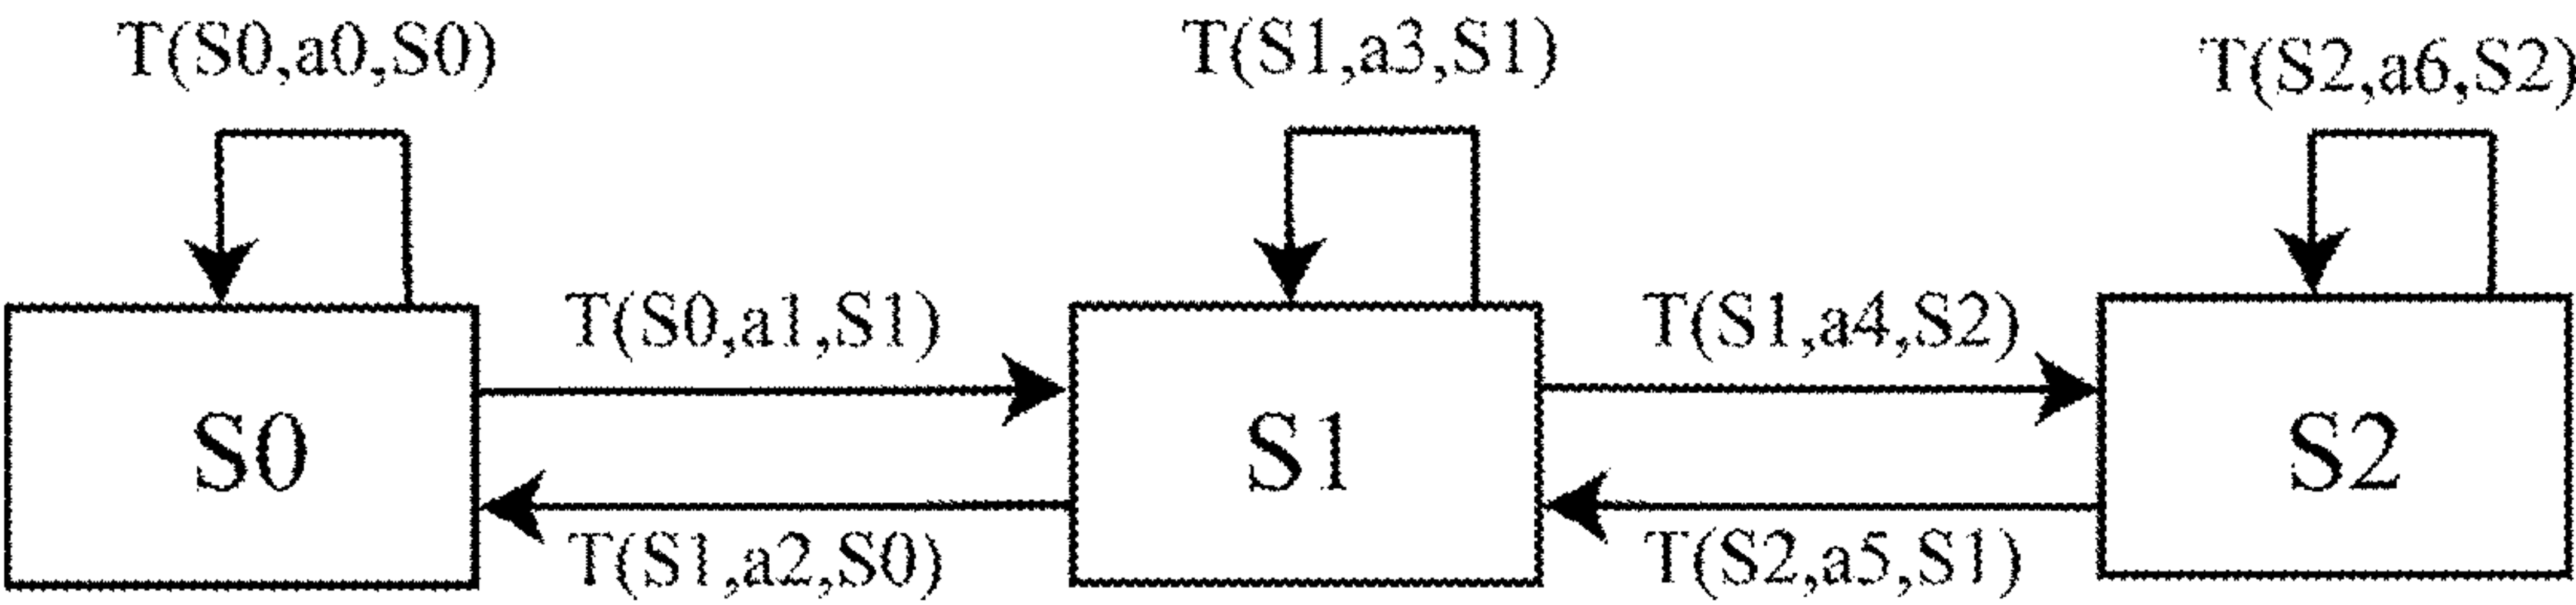 T(S0,a0,S0)
T(S1,a3,S1)
T(S2,a6,S2)
T(S0,a1,S1)
T(S1,a4,S2)
S0
S1
S2
T(S1,a2,S0)
T(S2,a5,S1)